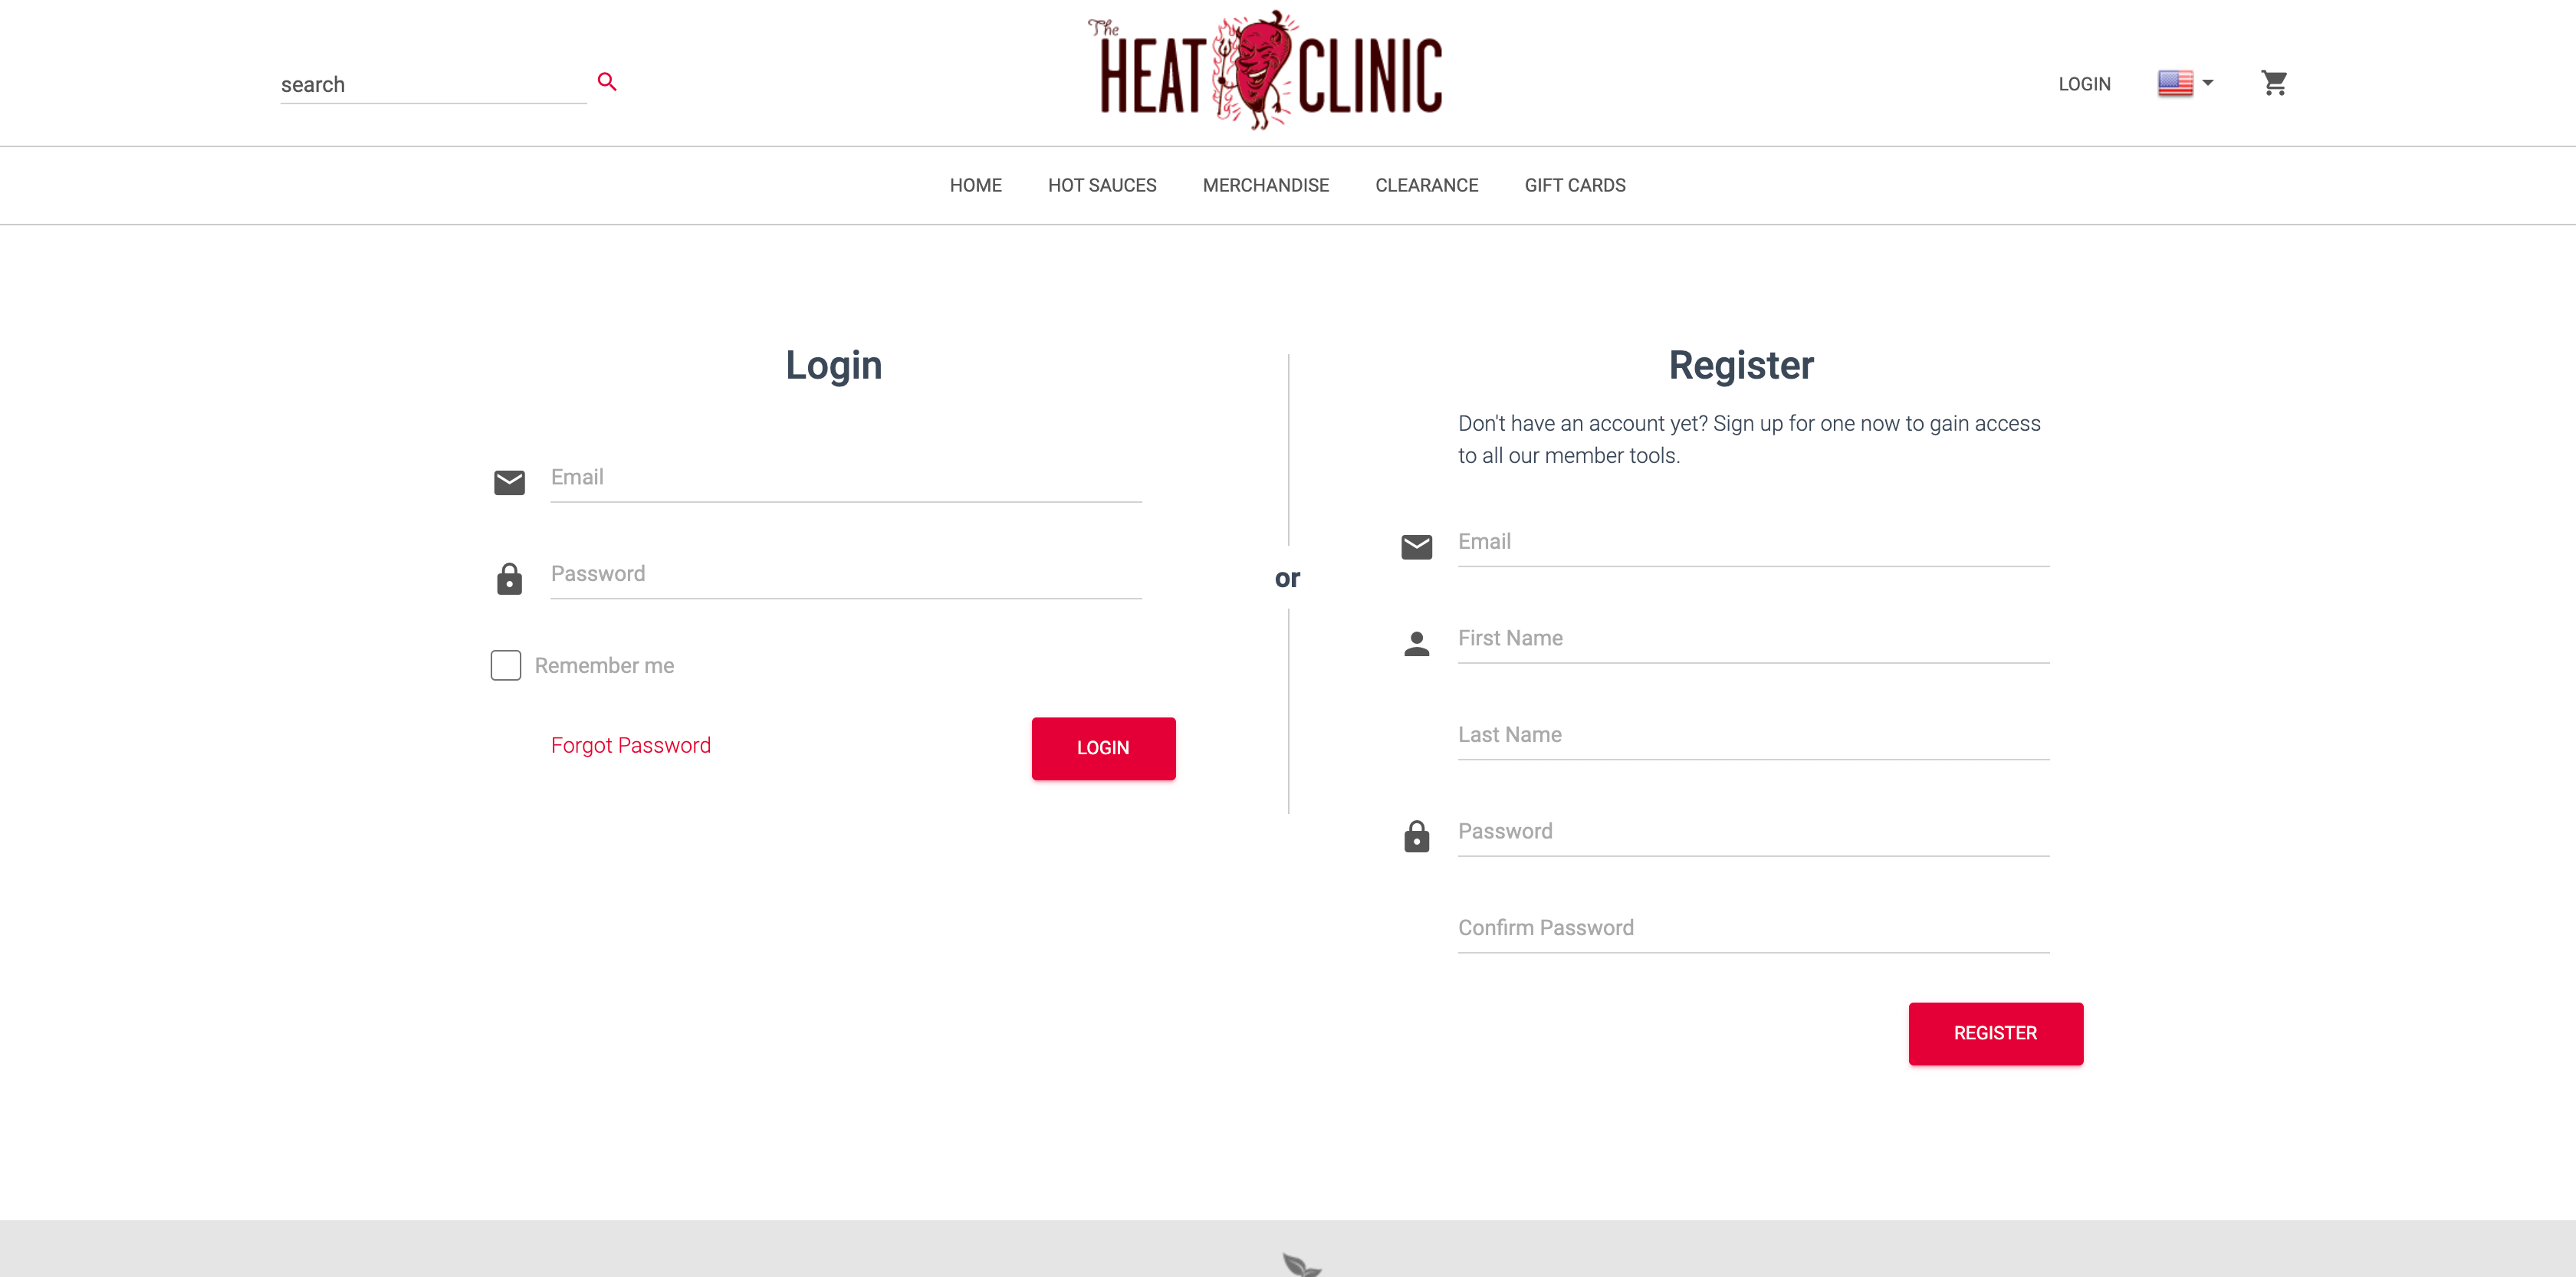 search
The
HEAT CLINIC
LOGIN
HOME HOT SAUCES MERCHANDISE CLEARANCE GIFT CARDS
Login
Email
Password
Remember me
Forgot Password
LOGIN
or
Register
Don't have an account yet? Sign up for one now to gain access
to all our member tools.
Email
First Name
Last Name
Password
Confirm Password
REGISTER